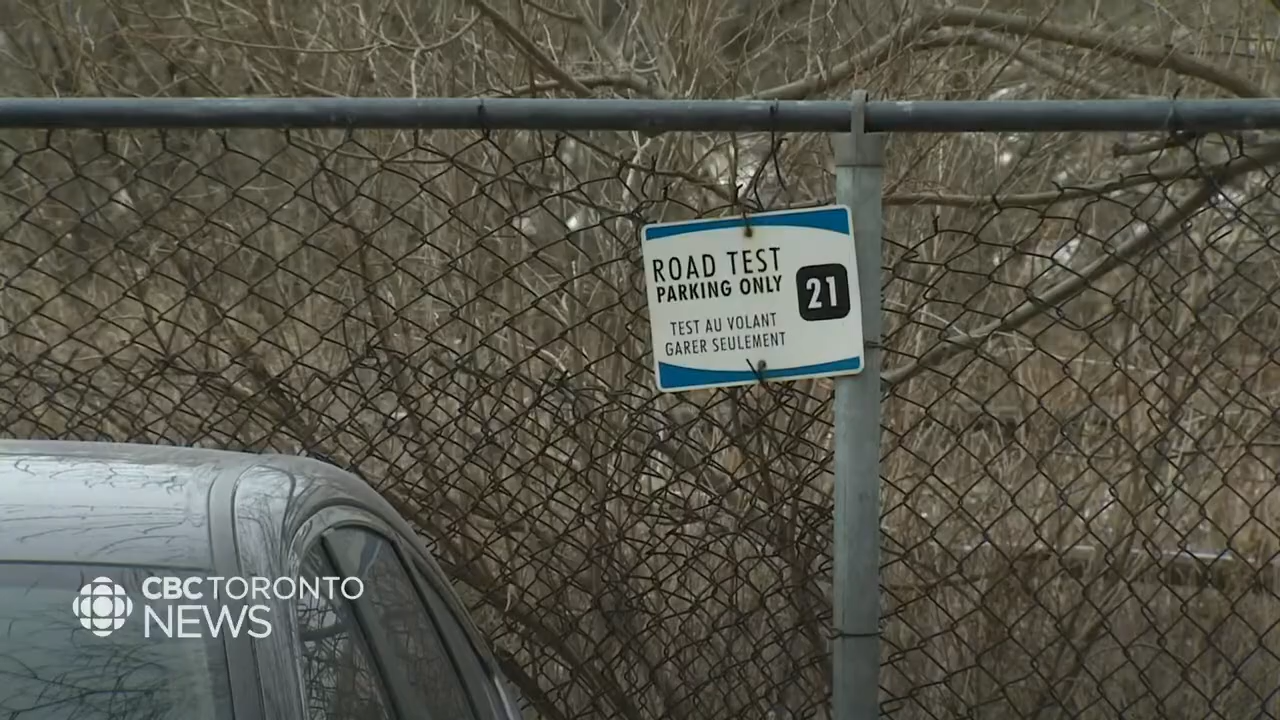 ROAD TEST
PARKING ONLY
21
TEST AU VOLANT
GARER SEULEMENT
CBC TORONTO
NEWS